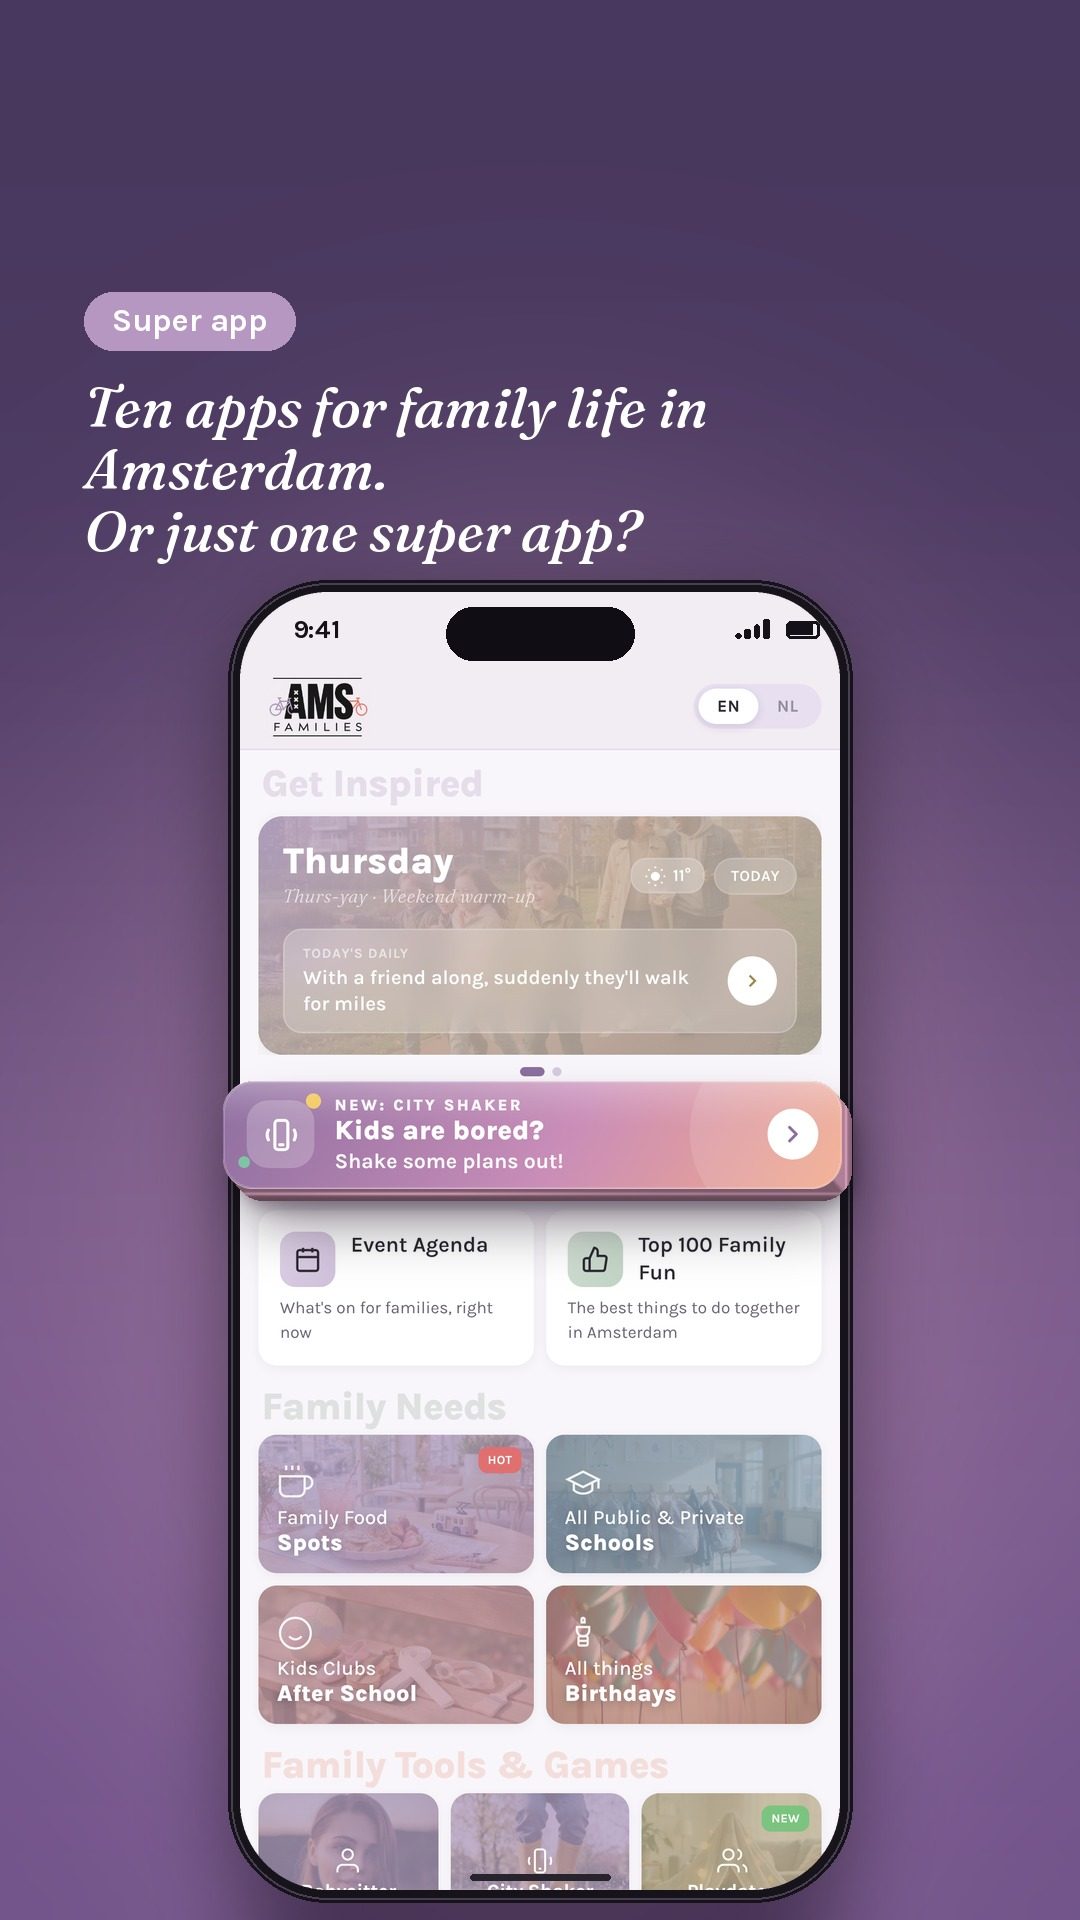 Super app
Ten apps for family life in
Amsterdam.
Or just one super app?
9:41
AMS
FAMILIES
EN NL
Get Inspired
Thursday
Thurs-yay · Weekend warm-up
11°
TODAY
TODAY'S DAILY
With a friend along, suddenly they'll walk
for miles
NEW: CITY SHAKER
Kids are bored?
Shake some plans out!
Event Agenda
What's on for families, right
now
Top 100 Family
Fun
The best things to do together
in Amsterdam
Family Needs
HOT
Family Food
Spots
All Public & Private
Schools
Kids Clubs
After School
All things
Birthdays
Family Tools & Games
NEW
Babysitter
City Shaker